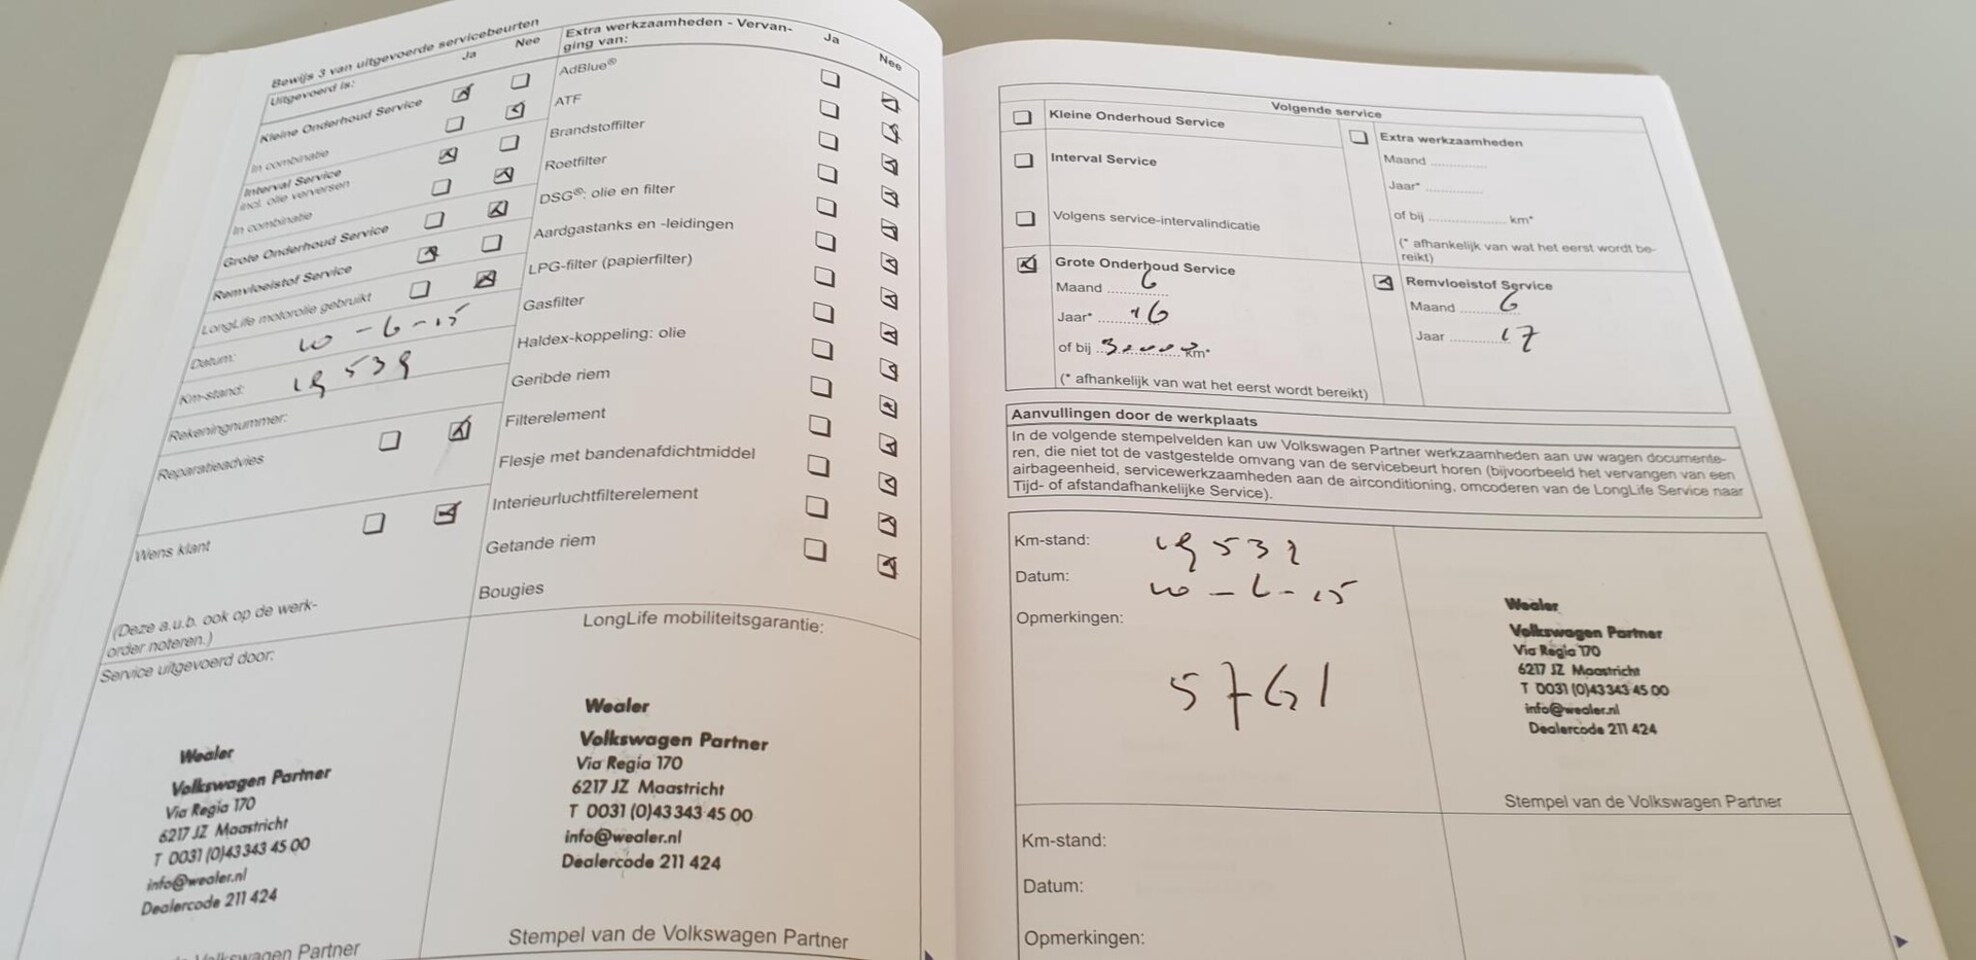 Bewijs 3 van uitgevoerde servicebeurten
Uitgevoerd is:
Ja
Nee
Kleine Onderhoud Service
In combinatie
Interval Service
incl. olie verversen
In combinatie
Grote Onderhoud Service
Remvloeistof Service
LongLife motorolie gebruikt
Datum: 10-6-15
Km-stand: 19 539
Rekeningnummer:
Reparatieadvies
Wens klant
(Deze a.u.b. ook op de werk-
order noteren.)
Service uitgevoerd door:
Wealer
Volkswagen Partner
Via Regia 170
6217 JZ Maastricht
T 0031 (0)43 343 45 00
info@wealer.nl
Dealercode 211 424
Volkswagen Partner
Extra werkzaamheden - Vervan-
ging van:
Ja
Nee
AdBlue®
ATF
Brandstoffilter
Roetfilter
DSG®: olie en filter
Aardgastanks en -leidingen
LPG-filter (papierfilter)
Gasfilter
Haldex-koppeling: olie
Geribde riem
Filterelement
Flesje met bandenafdichtmiddel
Interieurluchtfilterelement
Getande riem
Bougies
LongLife mobiliteitsgarantie:
Wealer
Volkswagen Partner
Via Regia 170
6217 JZ Maastricht
T 0031 (0)43 343 45 00
info@wealer.nl
Dealercode 211 424
Stempel van de Volkswagen Partner
Volgende service
Kleine Onderhoud Service
Interval Service
Volgens service-intervalindicatie
Extra werkzaamheden
Maand ..............
Jaar* ..............
of bij .................. km*
(* afhankelijk van wat het eerst wordt be-
reikt)
Grote Onderhoud Service
Maand 6
Jaar* 16
of bij 30000 km*
(* afhankelijk van wat het eerst wordt bereikt)
Remvloeistof Service
Maand 6
Jaar 17
Aanvullingen door de werkplaats
In de volgende stempelvelden kan uw Volkswagen Partner werkzaamheden aan uw wagen documente-
ren, die niet tot de vastgestelde omvang van de servicebeurt horen (bijvoorbeeld het vervangen van een
airbageenheid, servicewerkzaamheden aan de airconditioning, omcoderen van de LongLife Service naar
Tijd- of afstandafhankelijke Service).
Km-stand: 19 539
Datum: 10-6-15
Opmerkingen:
57G1
Wealer
Volkswagen Partner
Via Regia 170
6217 JZ Maastricht
T 0031 (0)43 343 45 00
info@wealer.nl
Dealercode 211 424
Stempel van de Volkswagen Partner
Km-stand:
Datum:
Opmerkingen: